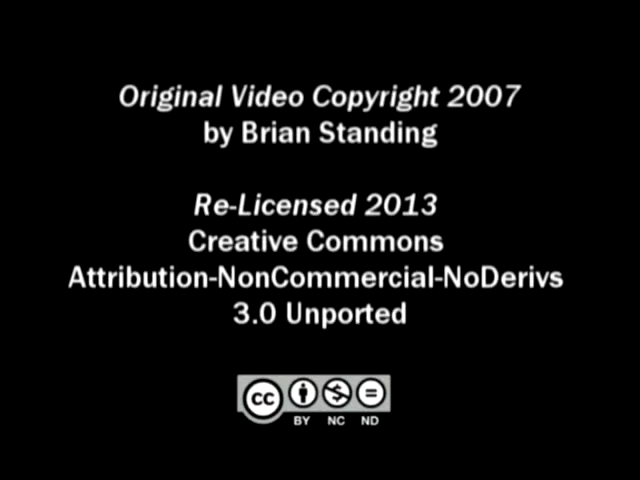 Original Video Copyright 2007
by Brian Standing
Re-Licensed 2013
Creative Commons
Attribution-NonCommercial-NoDerivs
3.0 Unported
cc
BY NC ND